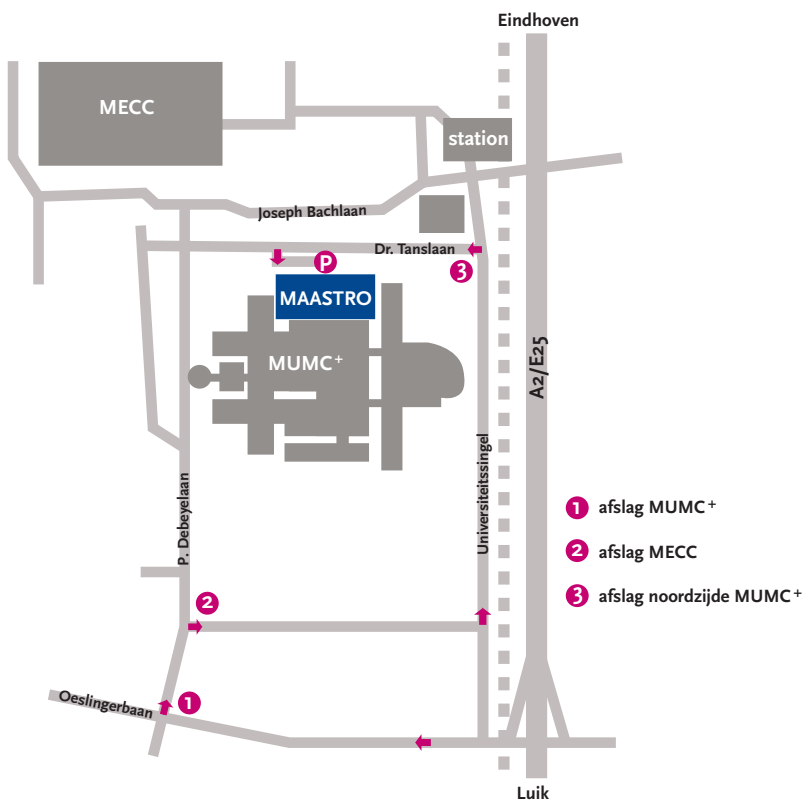 Eindhoven
MECC
station
Joseph Bachlaan
Dr. Tanslaan
P
3
MAASTRO
MUMC+
A2/E25
Universiteitssingel
P. Debeyelaan
1 afslag MUMC+
2 afslag MECC
3 afslag noordzijde MUMC+
2
Oeslingerbaan
1
Luik